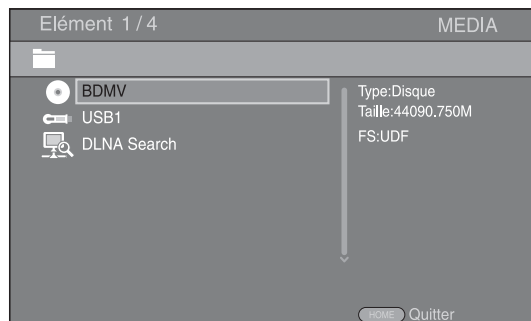 Elément 1/4 MEDIA
BDMV
USB1
DLNA Search
Type:Disque
Taille:44090.750M
FS:UDF
HOME Quitter